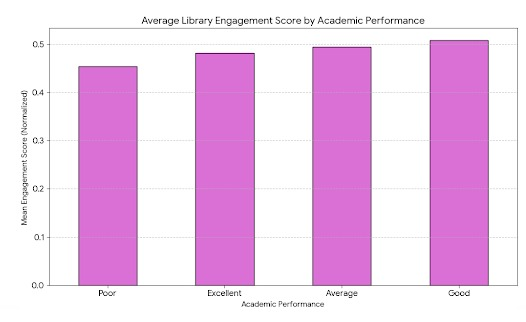 Average Library Engagement Score by Academic Performance
Mean Engagement Score (Normalized)
0.5
0.4
0.3
0.2
0.1
0.0
Poor Excellent Average Good
Academic Performance